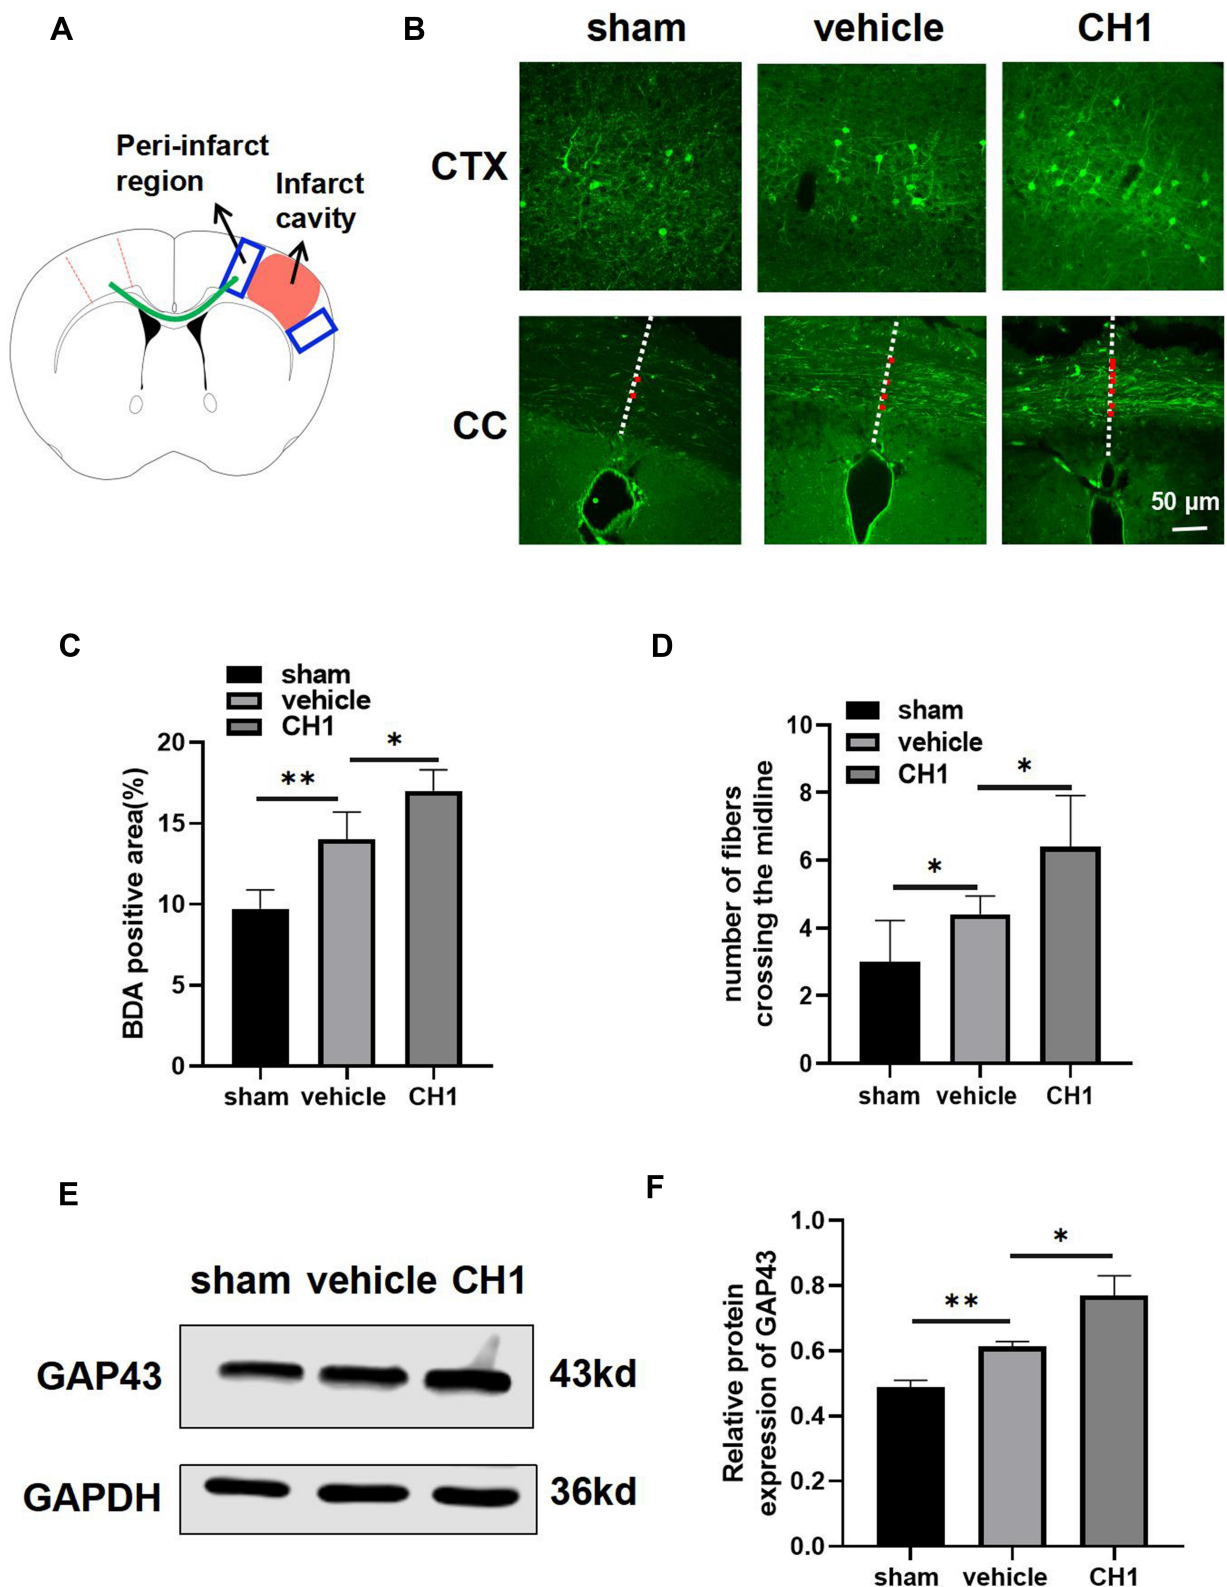 A
Peri-infarct
region
Infarct
cavity
B
sham vehicle CH1
CTX
CC
50 µm
C
sham
vehicle
CH1
BDA positive area(%)
20
15
10
5
0
**
*
sham vehicle CH1
D
sham
vehicle
CH1
number of fibers
crossing the midline
10
8
6
4
2
0
*
*
sham vehicle CH1
E
sham vehicle CH1
GAP43 43kd
GAPDH 36kd
F
Relative protein
expression of GAP43
1.0
0.8
0.6
0.4
0.2
0.0
**
*
sham vehicle CH1